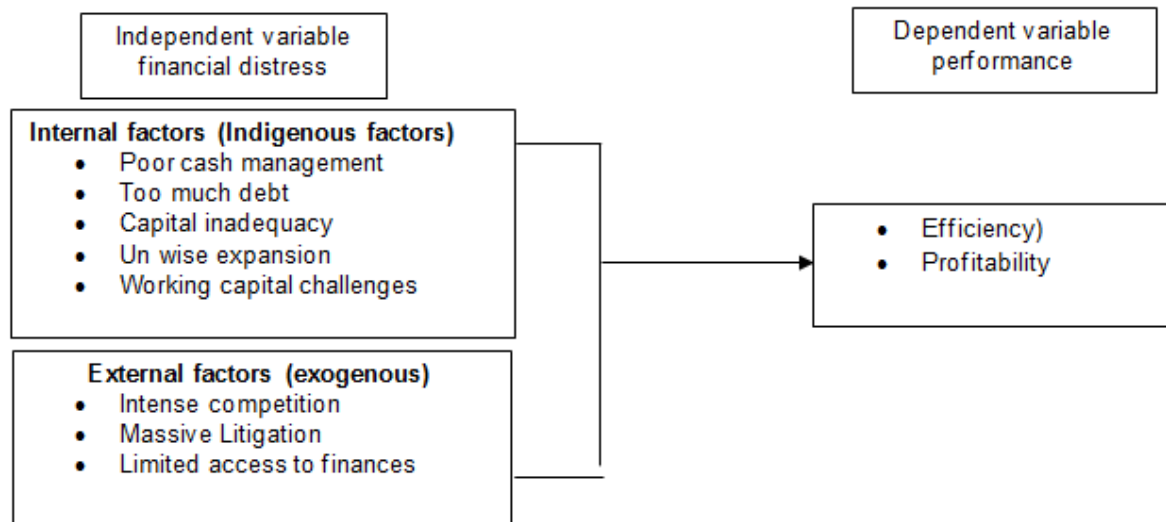 Independent variable
financial distress
Dependent variable
performance
Internal factors (Indigenous factors)
• Poor cash management
• Too much debt
• Capital inadequacy
• Un wise expansion
• Working capital challenges
• Efficiency)
• Profitability
External factors (exogenous)
• Intense competition
• Massive Litigation
• Limited access to finances